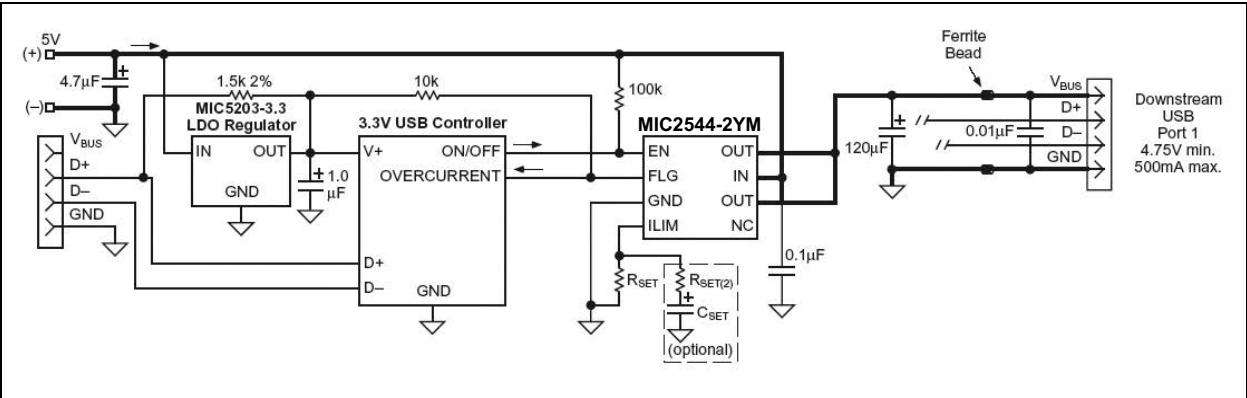 5V
(+)
4.7µF
(–)
1.5k 2%
10k
100k
MIC5203-3.3
LDO Regulator
IN OUT
GND
1.0
µF
VBUS
D+
D–
GND
3.3V USB Controller
V+ ON/OFF
OVERCURRENT
D+
D–
GND
MIC2544-2YM
EN OUT
FLG IN
GND OUT
ILIM NC
RSET
RSET(2)
CSET
(optional)
0.1µF
Ferrite
Bead
120µF
0.01µF
VBUS
D+
D–
GND
Downstream
USB
Port 1
4.75V min.
500mA max.